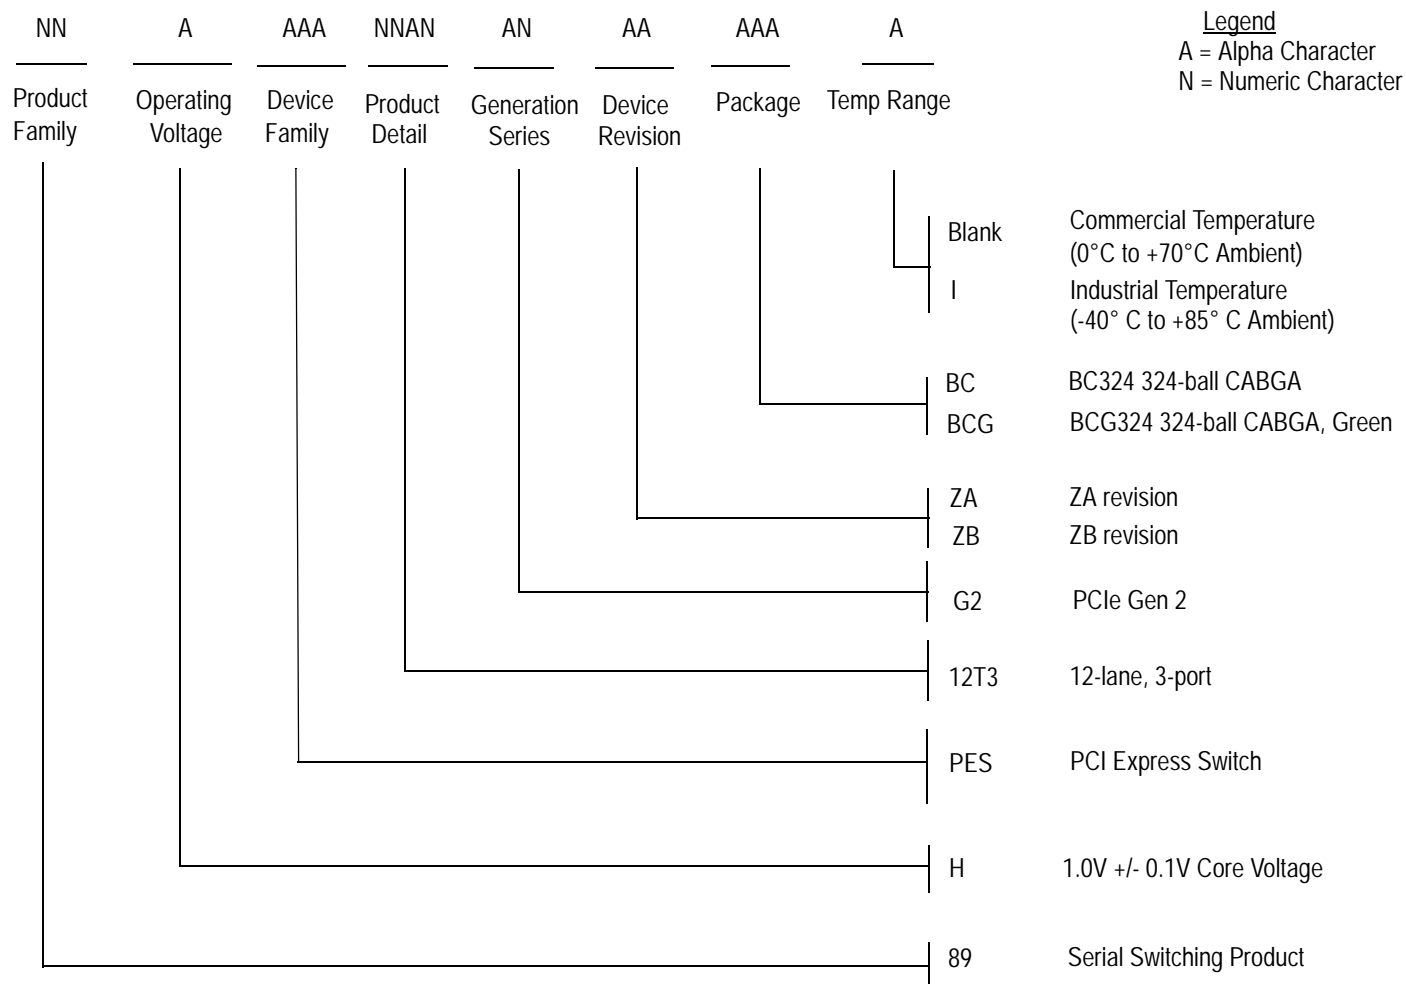 NN A AAA NNAN AN AA AAA A
Legend
A = Alpha Character
N = Numeric Character
Product Family
Operating Voltage
Device Family
Product Detail
Generation Series
Device Revision
Package
Temp Range
Blank Commercial Temperature
(0°C to +70°C Ambient)
I Industrial Temperature
(-40° C to +85° C Ambient)
BC BC324 324-ball CABGA
BCG BCG324 324-ball CABGA, Green
ZA ZA revision
ZB ZB revision
G2 PCIe Gen 2
12T3 12-lane, 3-port
PES PCI Express Switch
H 1.0V +/- 0.1V Core Voltage
89 Serial Switching Product